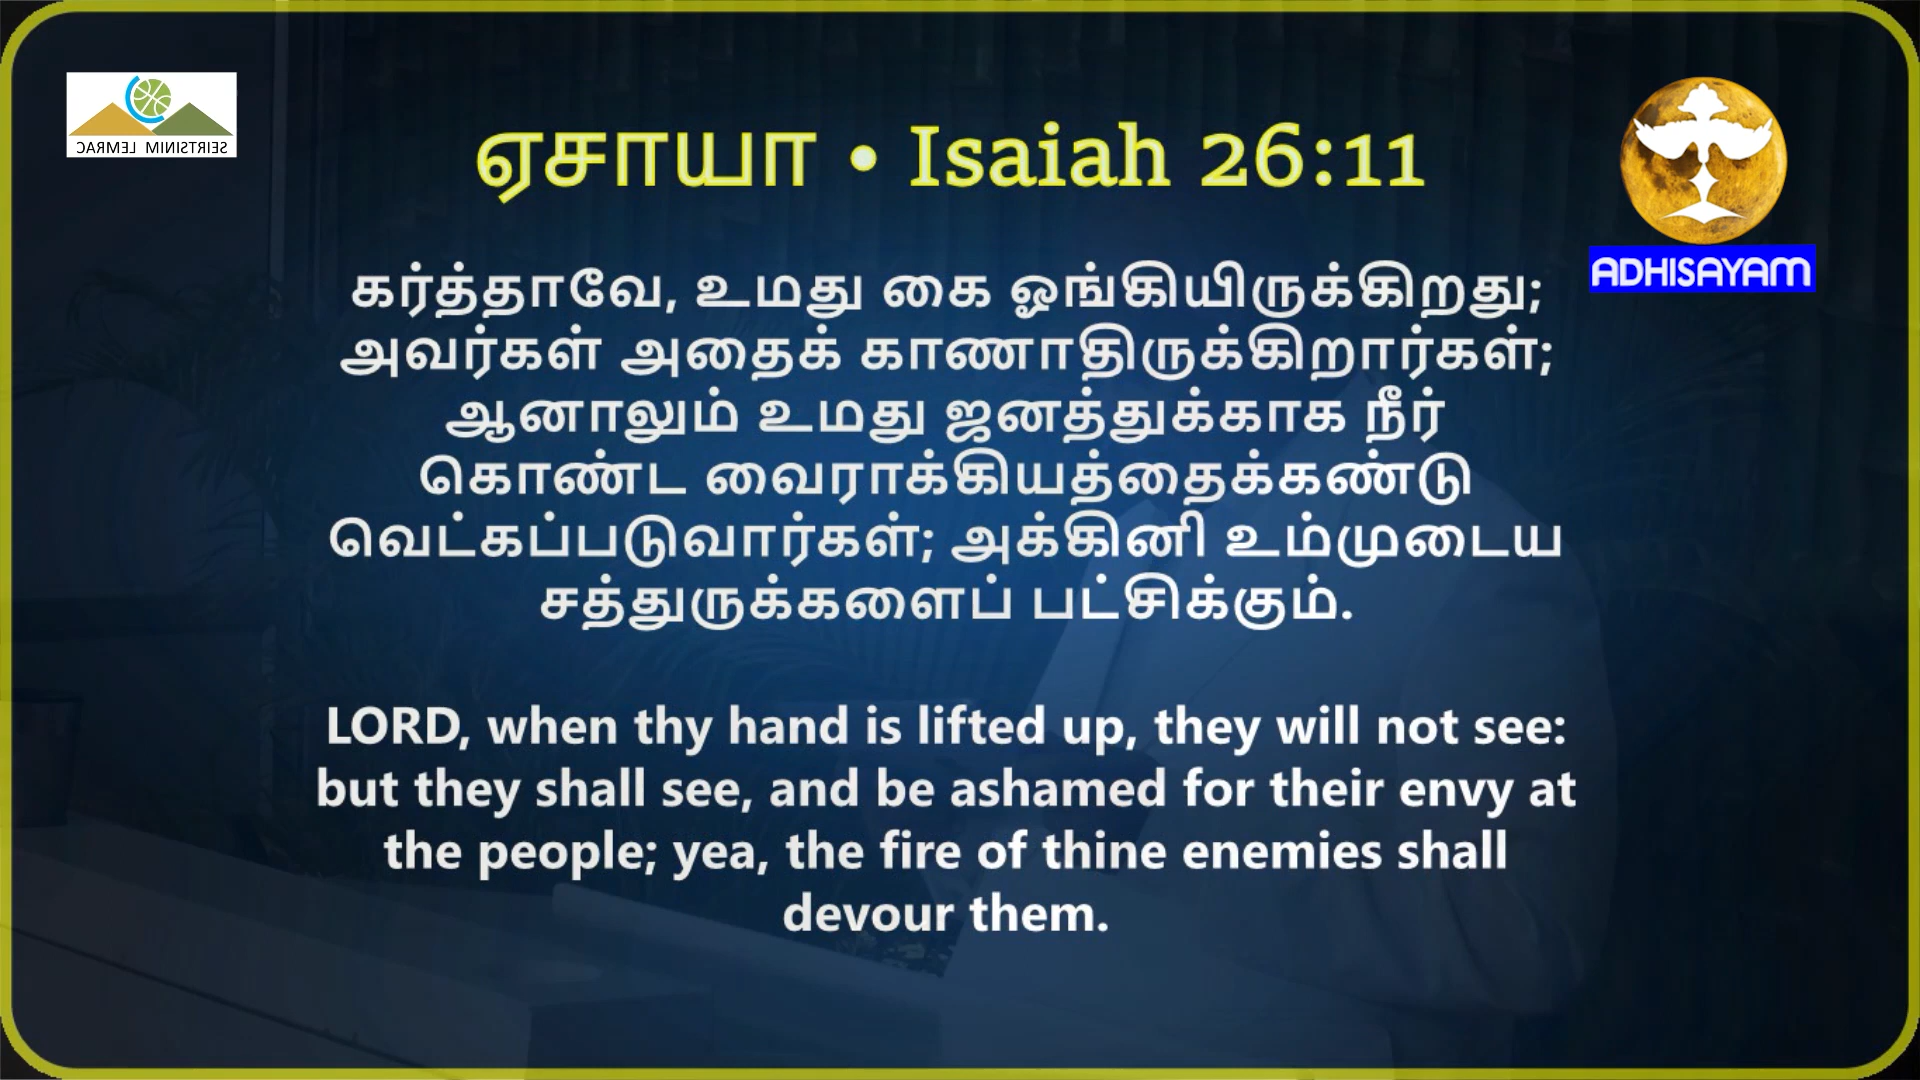 CARMEL MINISTRIES
ஏசாயா • Isaiah 26:11
ADHISAYAM
கர்த்தாவே, உமது கை ஓங்கியிருக்கிறது;
அவர்கள் அதைக் காணாதிருக்கிறார்கள்;
ஆனாலும் உமது ஜனத்துக்காக நீர்
கொண்ட வைராக்கியத்தைக்கண்டு
வெட்கப்படுவார்கள்; அக்கினி உம்முடைய
சத்துருக்களைப் பட்சிக்கும்.
LORD, when thy hand is lifted up, they will not see:
but they shall see, and be ashamed for their envy at
the people; yea, the fire of thine enemies shall
devour them.